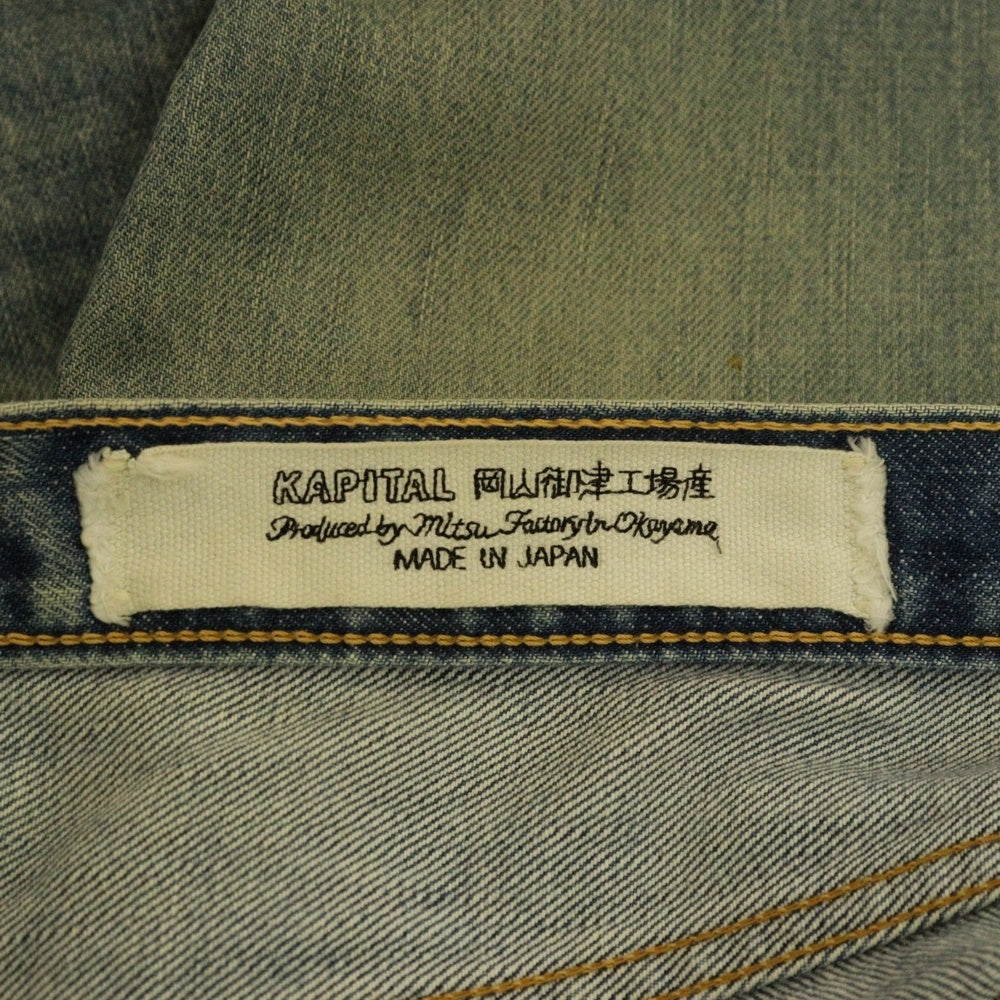 KAPITAL 岡山御津工場産
Produced by Mitsu Factory In Okayama
MADE IN JAPAN